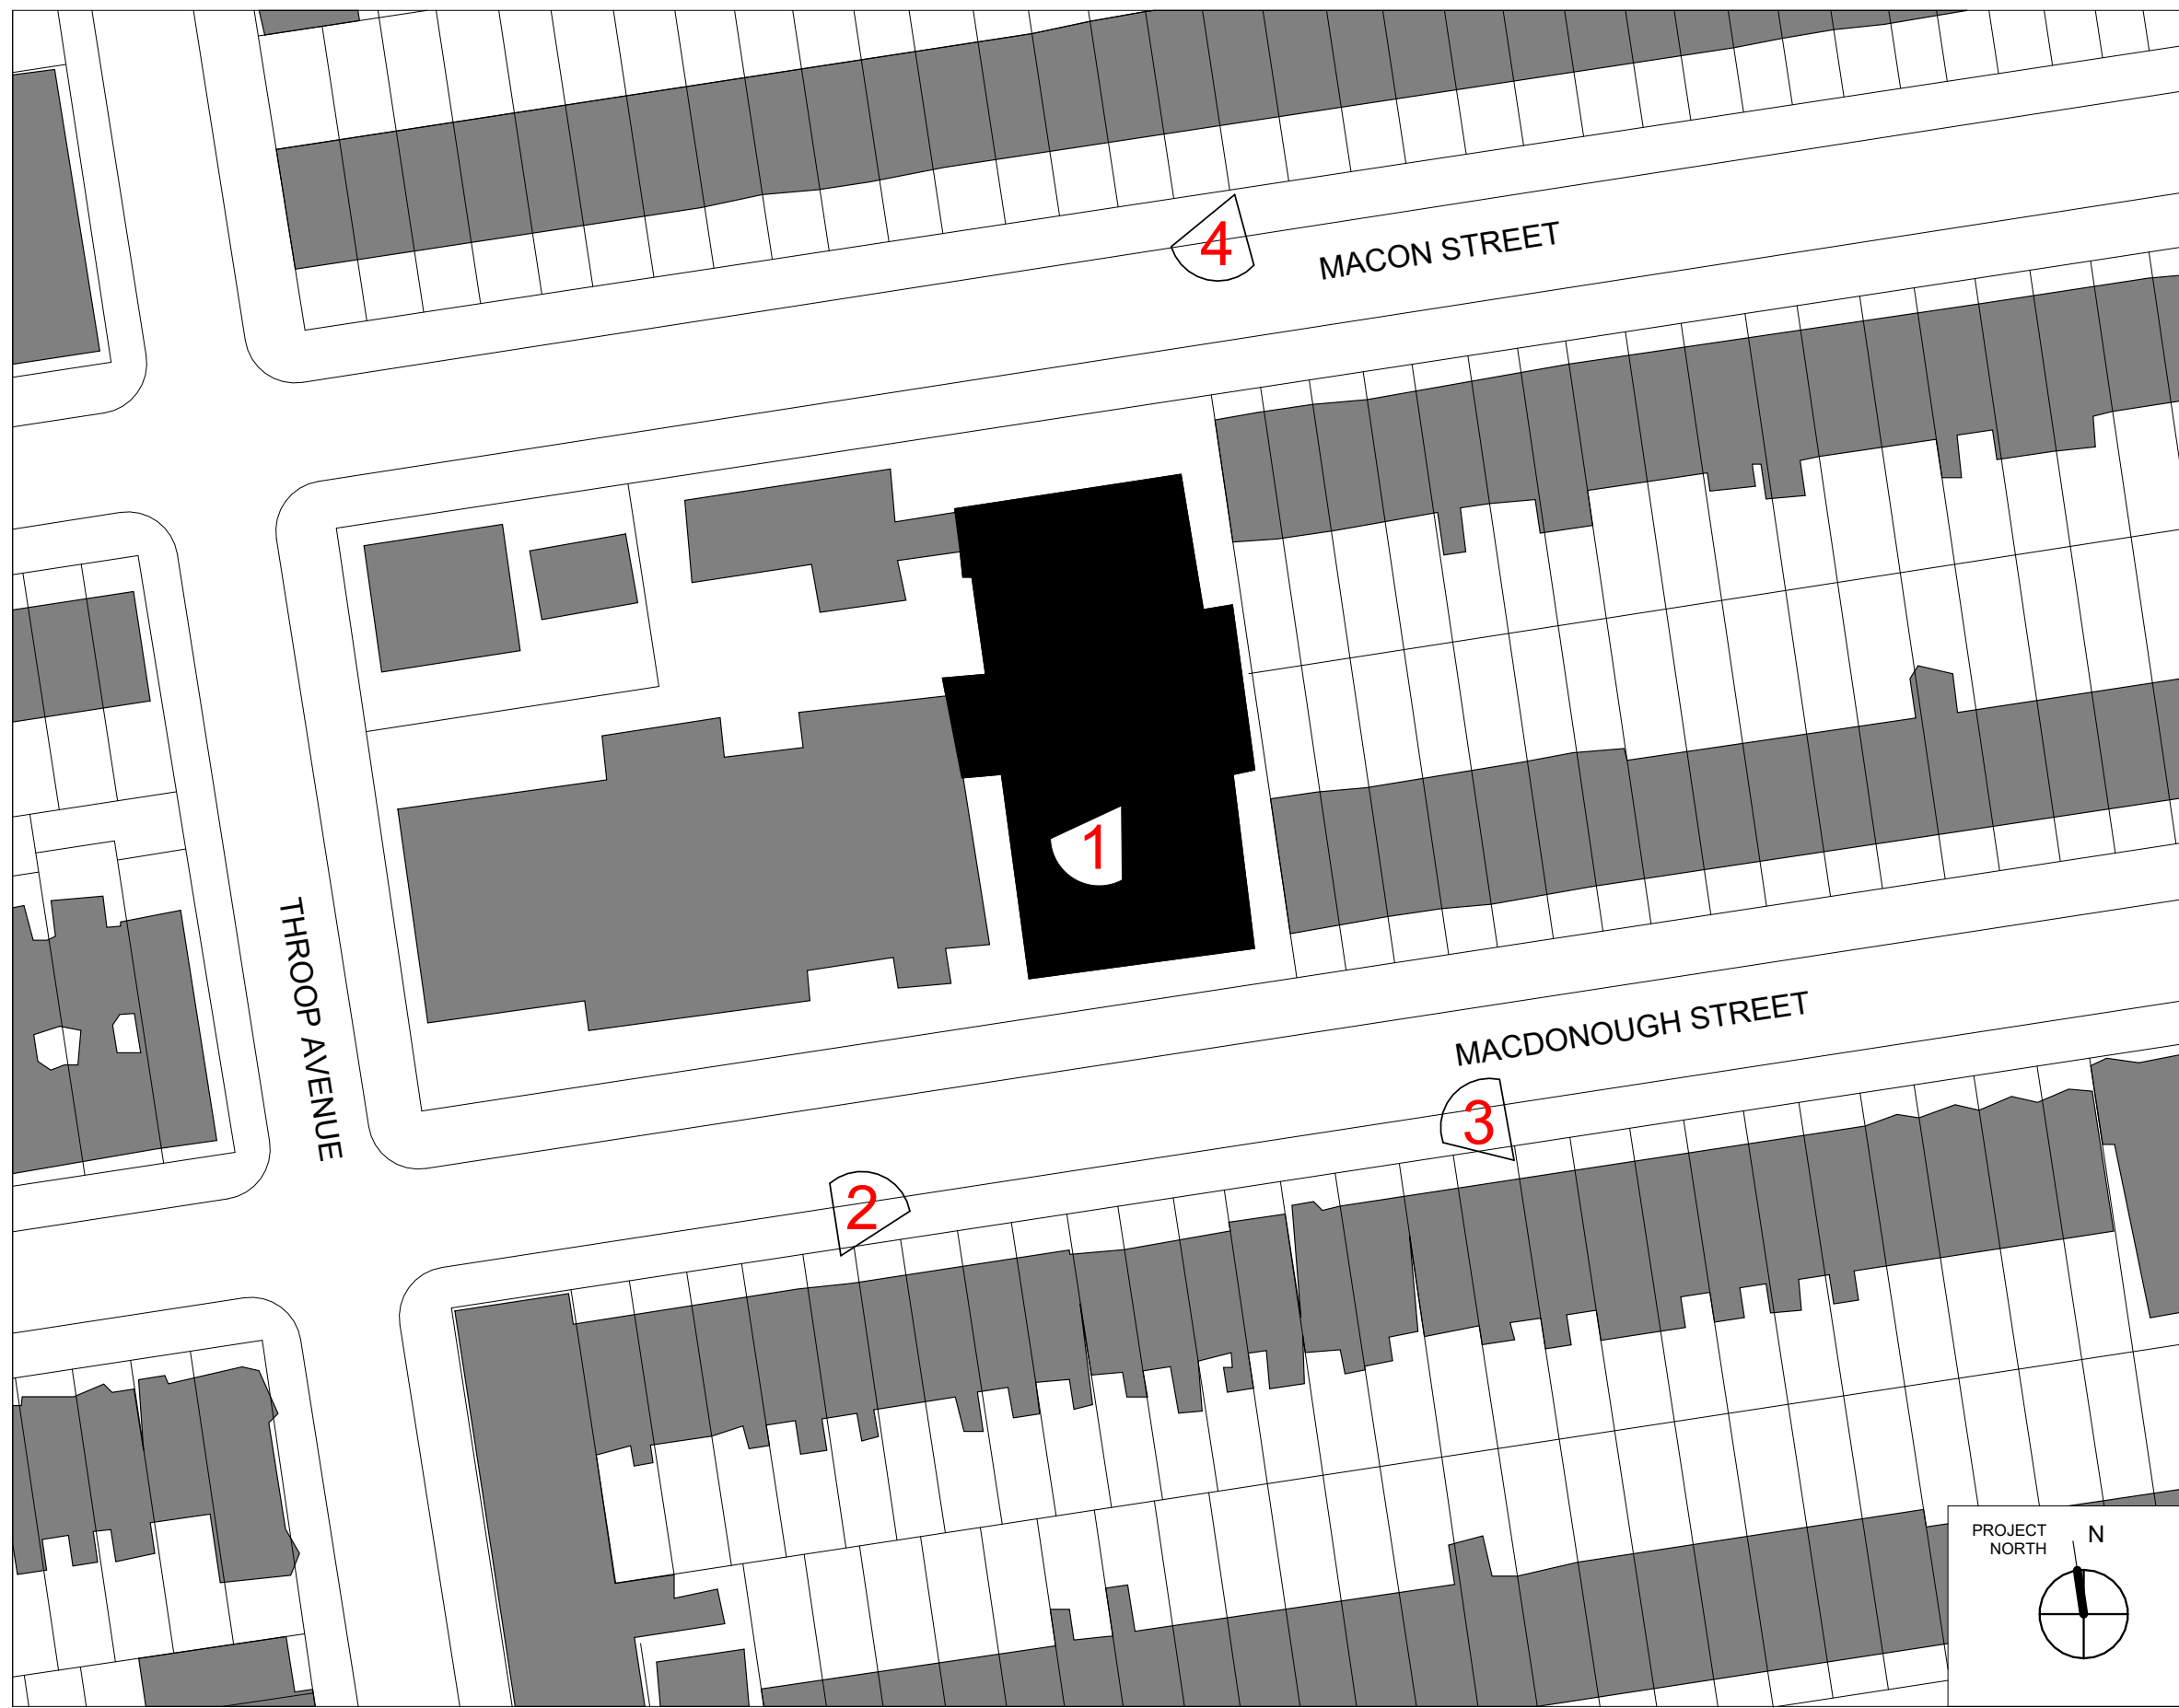 4
MACON STREET
1
THROOP AVENUE
MACDONOUGH STREET
3
2
PROJECT
NORTH
N